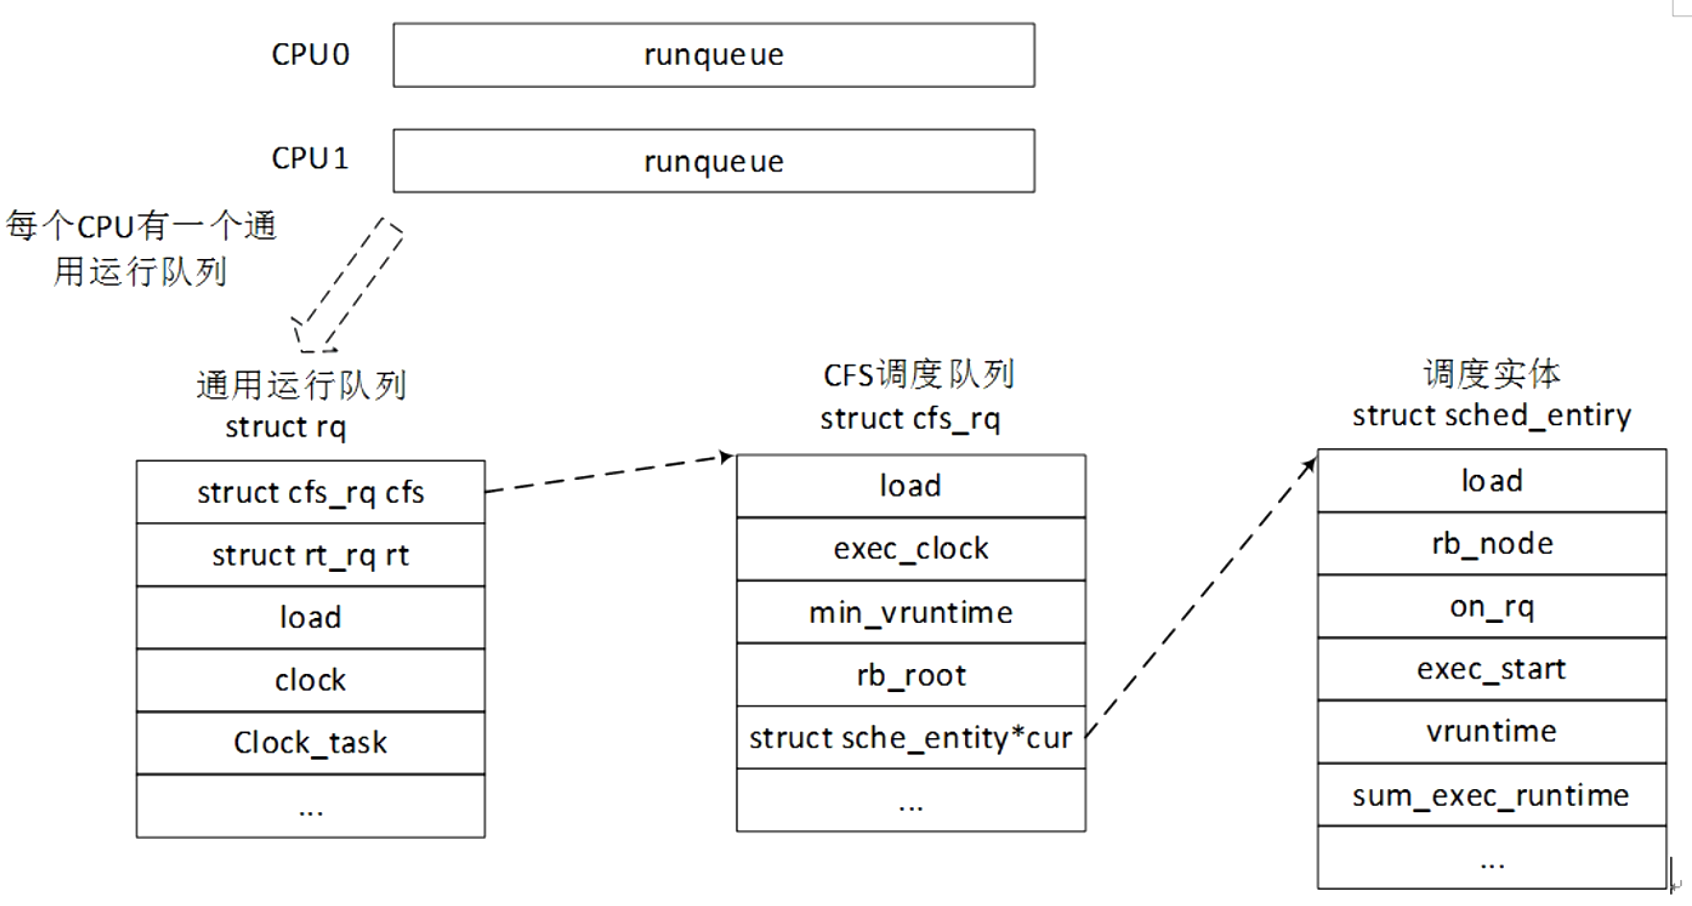 CPU0
runqueue
CPU1
runqueue
每个CPU有一个通
用运行队列
通用运行队列
struct rq
struct cfs_rq cfs
struct rt_rq rt
load
clock
Clock_task
...
CFS调度队列
struct cfs_rq
load
exec_clock
min_vruntime
rb_root
struct sche_entity*cur
...
调度实体
struct sched_entiry
load
rb_node
on_rq
exec_start
vruntime
sum_exec_runtime
...